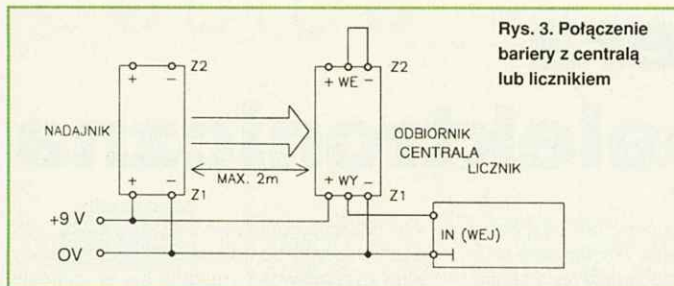 Rys. 3. Połączenie
bariery z centralą
lub licznikiem
+ - Z2
+ WE - Z2
NADAJNIK
MAX. 2m
ODBIORNIK
CENTRALA
LICZNIK
+ - Z1
+ WY - Z1
+9 V
0V
IN (WEJ)